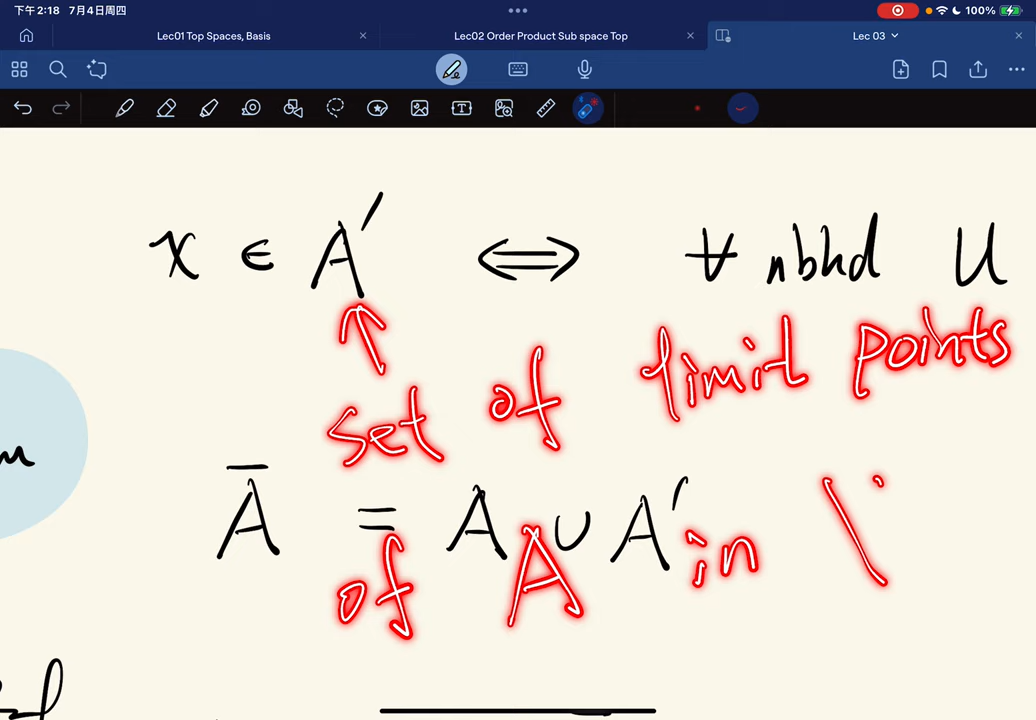 下午2:18 7月4日周四
100%
Lec01 Top Spaces, Basis
Lec02 Order Product Sub space Top
Lec 03
x ∈ A′ ⟺ ∀ nbhd U
set of limit points
Ā = A ∪ A′
of A in